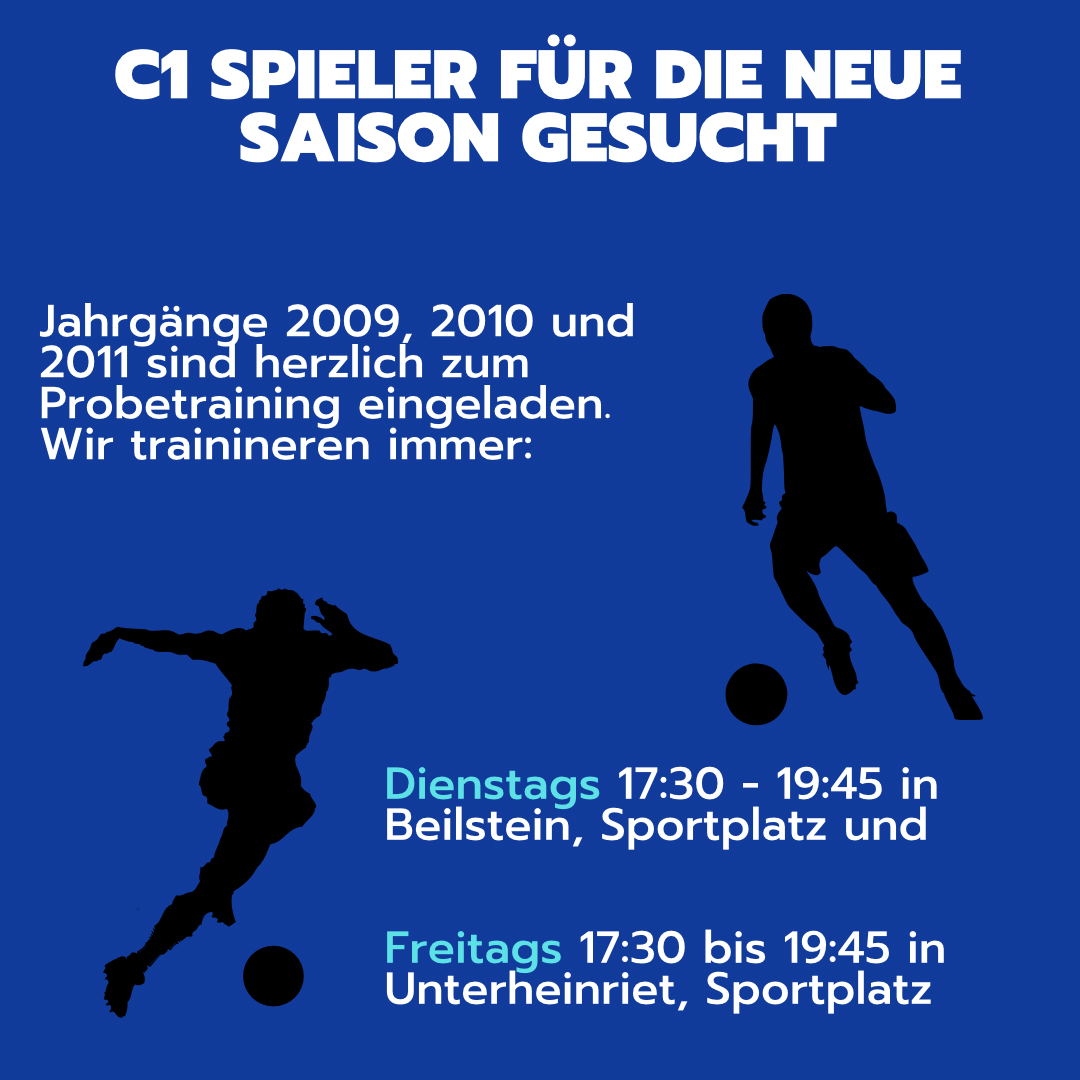 C1 SPIELER FÜR DIE NEUE
SAISON GESUCHT
Jahrgänge 2009, 2010 und
2011 sind herzlich zum
Probetraining eingeladen.
Wir trainineren immer:
Dienstags 17:30 - 19:45 in
Beilstein, Sportplatz und
Freitags 17:30 bis 19:45 in
Unterheinriet, Sportplatz